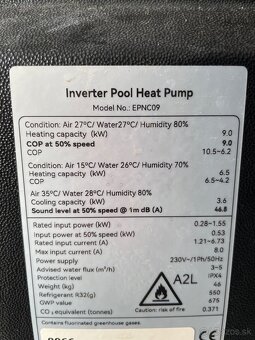 Inverter Pool Heat Pump
Model No.: EPNC09
Condition: Air 27°C/ Water27°C/ Humidity 80%
Heating capacity (kW) 9.0
COP at 50% speed 9.0
COP 10.5~6.2
Condition: Air 15°C/ Water 26°C/ Humidity 70%
Heating capacity (kW) 6.5
COP 6.5~4.2
Air 35°C/ Water 28°C/ Humidity 80%
Cooling capacity (kW) 3.6
Sound level at 50% speed @1m dB (A) 46.8
Rated input power (kW) 0.28~1.55
Input power at 50% speed (kW) 0.53
Rated input current (A) 1.21~6.73
Max input current (A) 8.0
Power supply 230V~/1Ph/50Hz
Advised water flux (m³/h) 3~5
Protection level IPX4
Weight (kg) 46
Refrigerant R32(g) 550
GWP value 675
CO₂ equivalent (tonnes) 0.371
Contains fluorinated greenhouse gases.
A2L
Caution: risk of fire